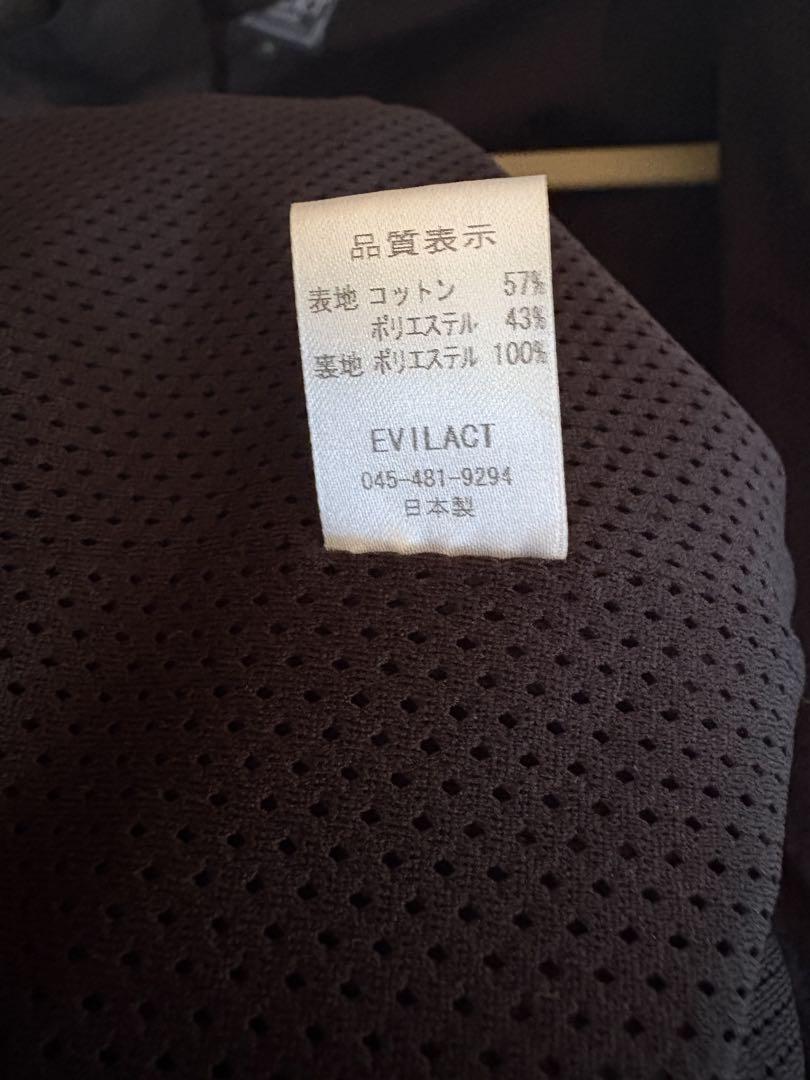 品質表示
表地 コットン 57%
ポリエステル 43%
裏地 ポリエステル 100%
EVILACT
045-481-9294
日本製